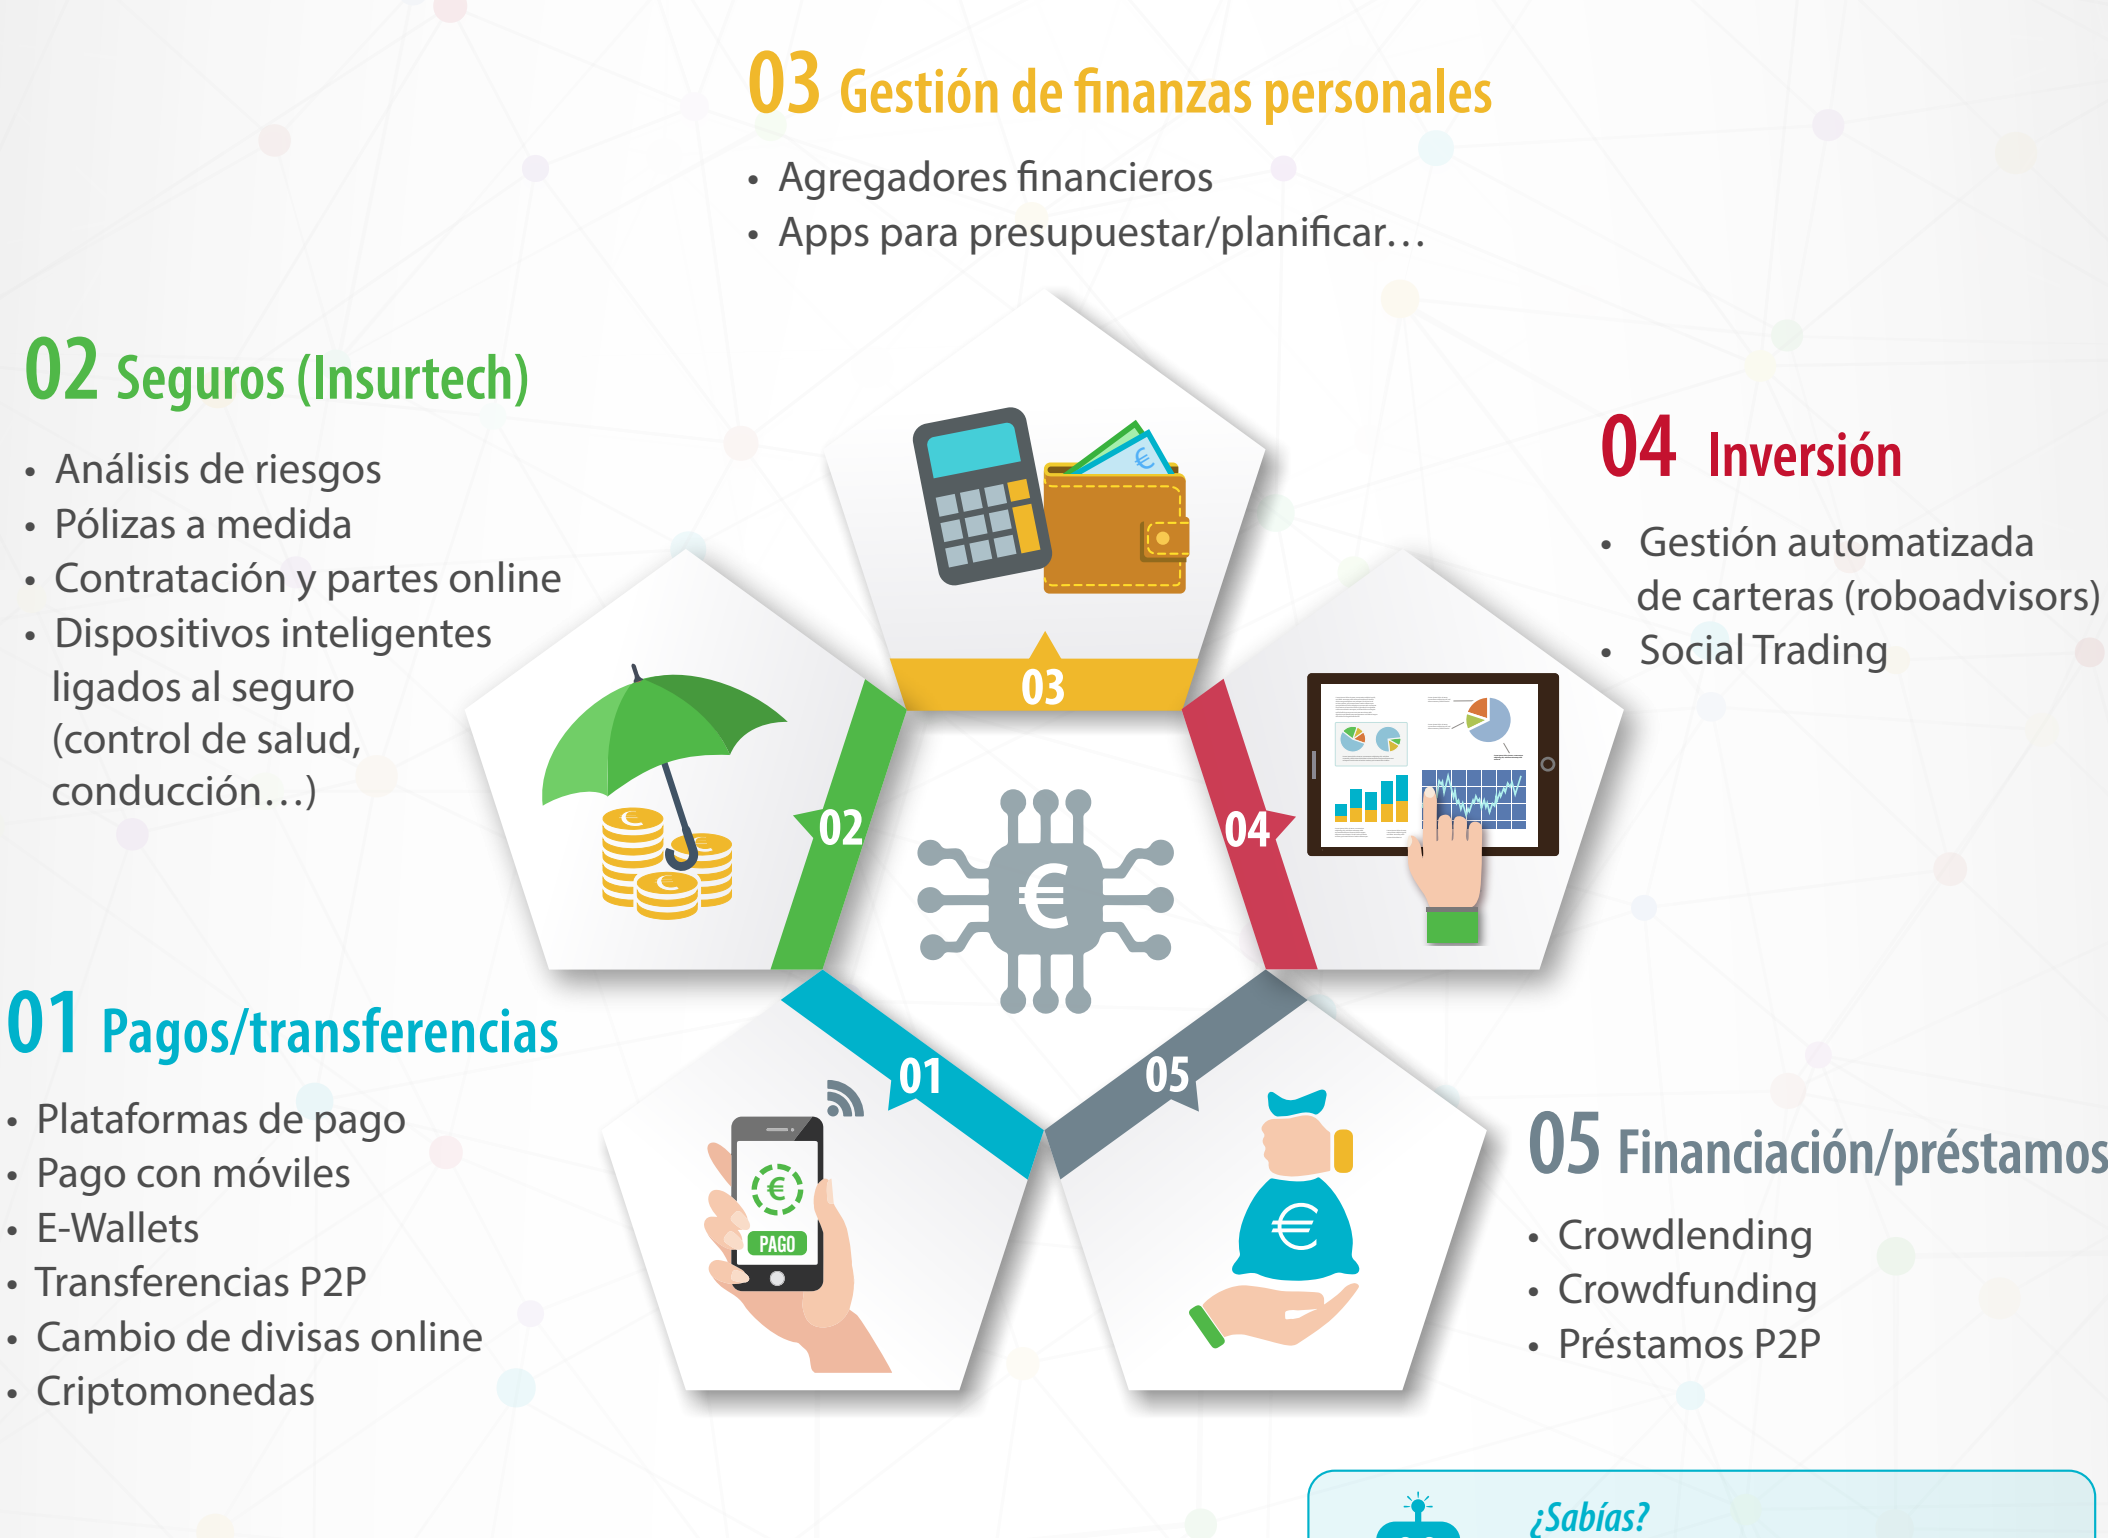 03 Gestión de finanzas personales
• Agregadores financieros
• Apps para presupuestar/planificar…
02 Seguros (Insurtech)
• Análisis de riesgos
• Pólizas a medida
• Contratación y partes online
• Dispositivos inteligentes
ligados al seguro
(control de salud,
conducción…)
04 Inversión
• Gestión automatizada
de carteras (roboadvisors)
• Social Trading
03
02
04
€
01 Pagos/transferencias
• Plataformas de pago
• Pago con móviles
• E-Wallets
• Transferencias P2P
• Cambio de divisas online
• Criptomonedas
01
05
€
PAGO
€
05 Financiación/préstamos
• Crowdlending
• Crowdfunding
• Préstamos P2P
¿Sabías?